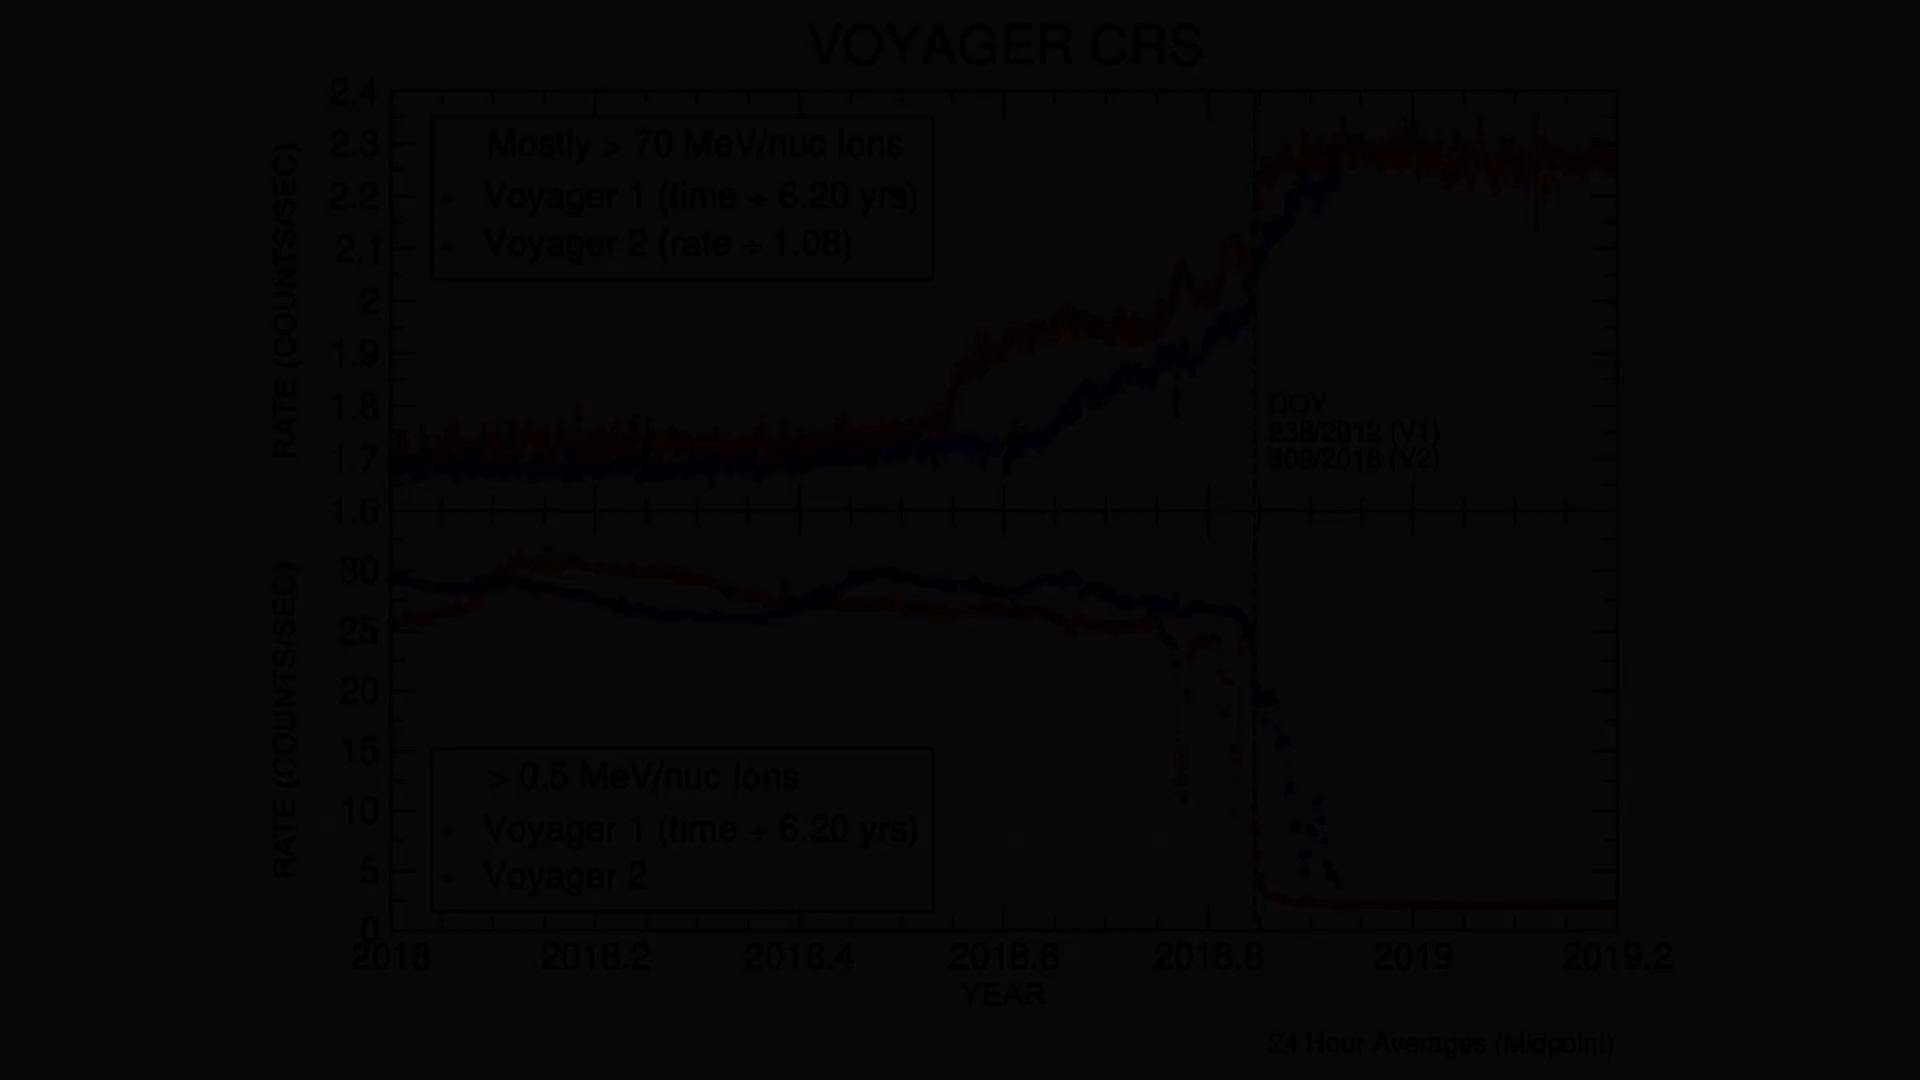 VOYAGER CRS
2.4
2.3
2.2
2.1
2
1.9
1.8
1.7
1.6
RATE (COUNTS/SEC)
Mostly > 70 MeV/nuc Ions
Voyager 1 (time + 6.20 yrs)
Voyager 2 (rate ÷ 1.08)
DOY
238/2012 (V1)
309/2018 (V2)
30
25
20
15
10
5
0
RATE (COUNTS/SEC)
> 0.5 MeV/nuc Ions
Voyager 1 (time + 6.20 yrs)
Voyager 2
2018 2018.2 2018.4 2018.6 2018.8 2019 2019.2
YEAR
24 Hour Averages (Midpoint)